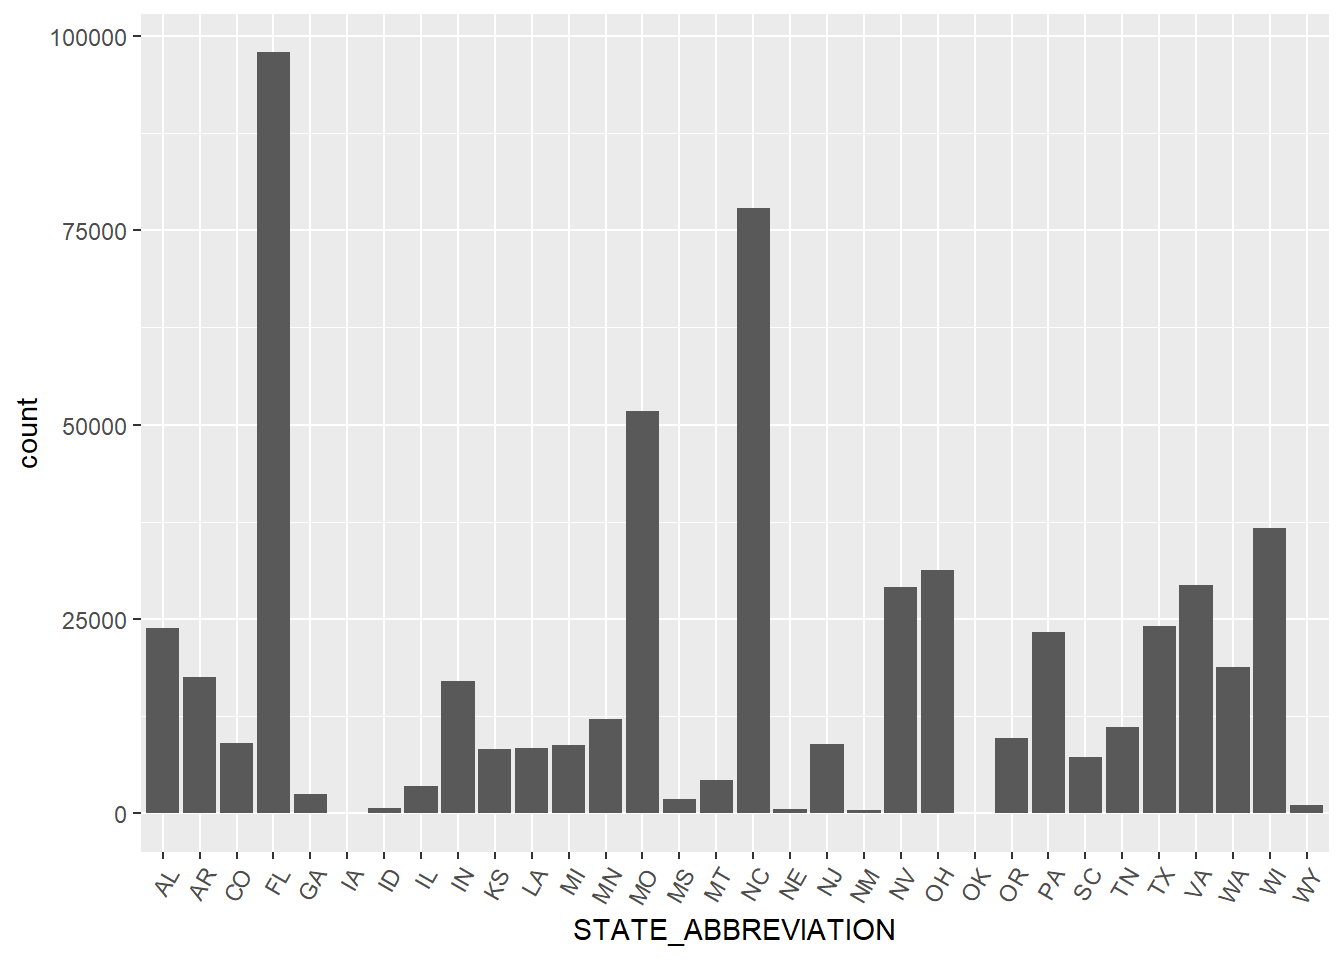 100000
75000
50000
25000
0
count
AL AR CO FL GA IA ID IL IN KS LA MI MN MO MS MT NC NE NJ NM NV OH OK OR PA SC TN TX VA WA WI WY
STATE_ABBREVIATION